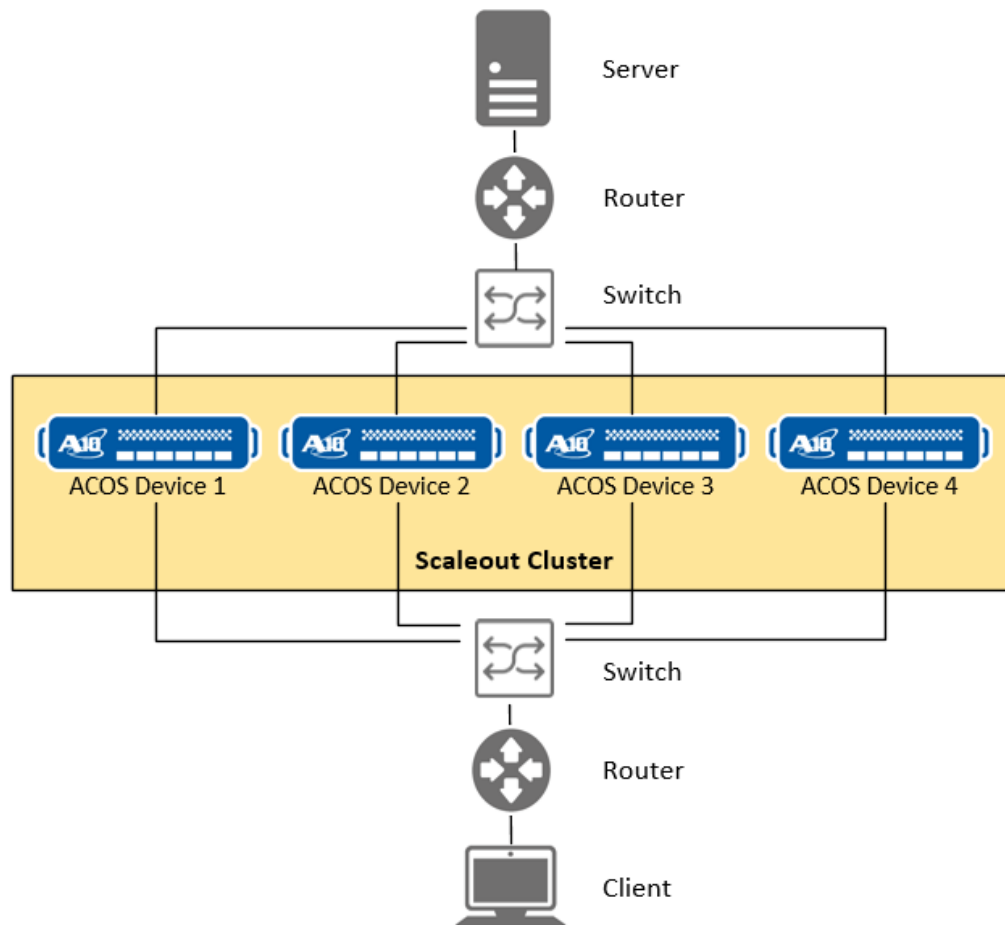 Server
Router
Switch
A10 A10 A10 A10
ACOS Device 1 ACOS Device 2 ACOS Device 3 ACOS Device 4
Scaleout Cluster
Switch
Router
Client